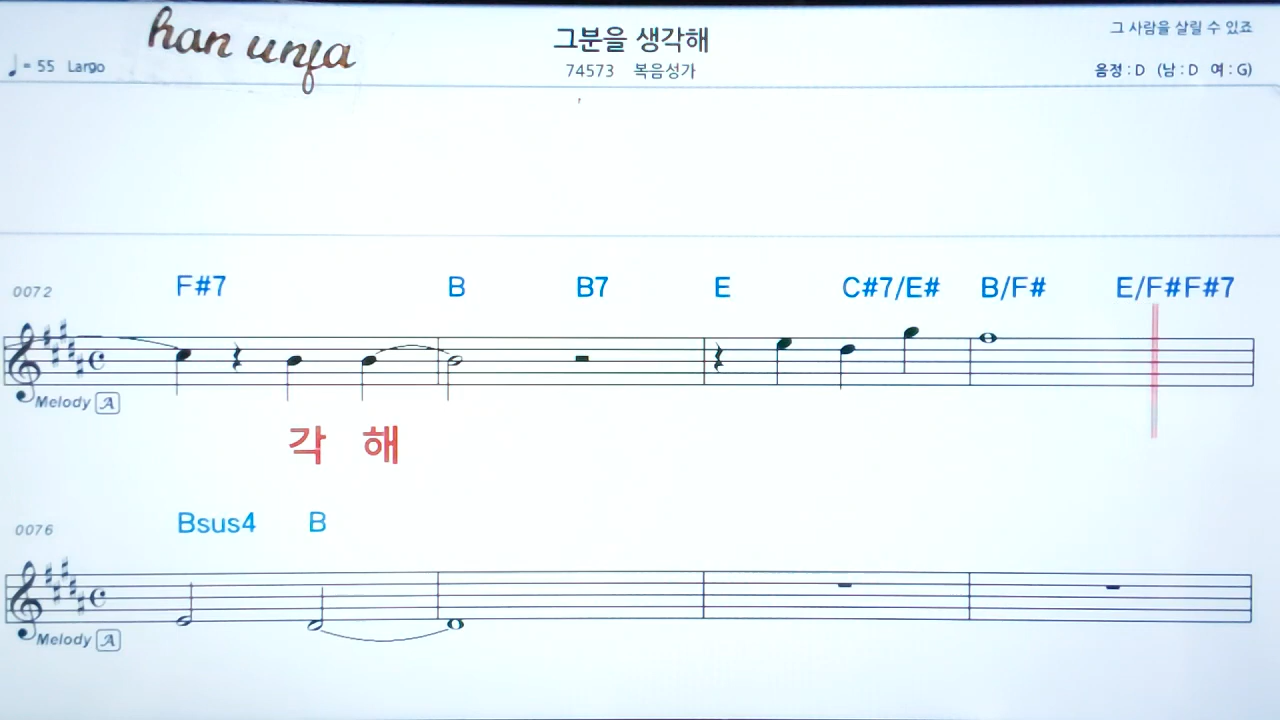 han unja
그분을 생각해
그 사람을 살릴 수 있죠
♩= 55 Largo
74573 복음성가
음정 : D (남 : D 여 : G)
0072
F#7 B B7 E C#7/E# B/F# E/F# F#7
Melody A
각 해
0076
Bsus4 B
Melody A